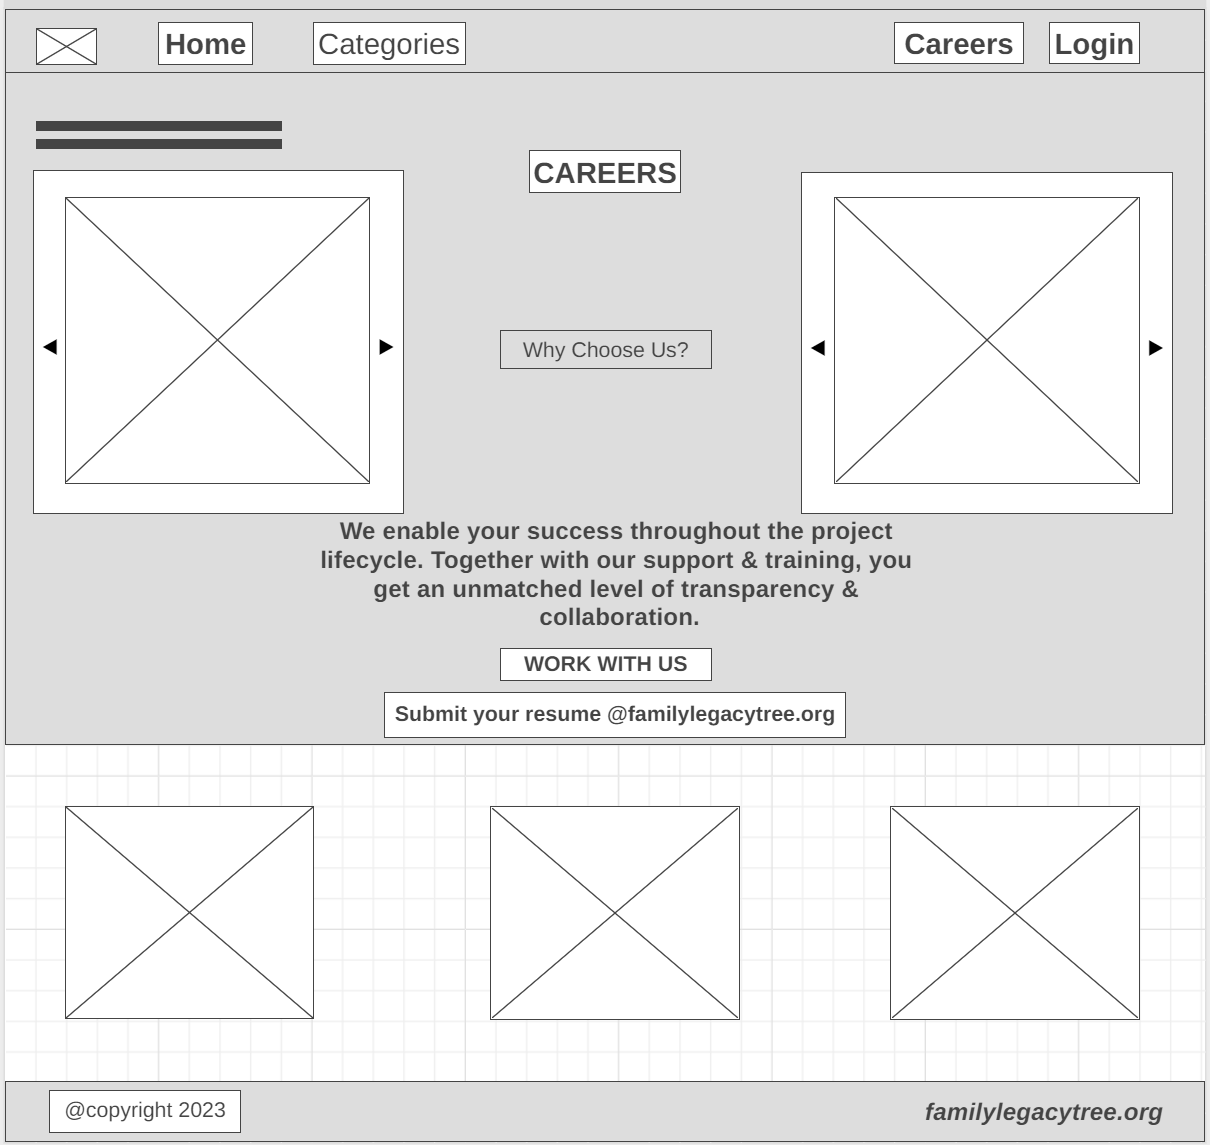 Home
Categories
Careers
Login
CAREERS
Why Choose Us?
We enable your success throughout the project
lifecycle. Together with our support & training, you
get an unmatched level of transparency &
collaboration.
WORK WITH US
Submit your resume @familylegacytree.org
@copyright 2023
familylegacytree.org